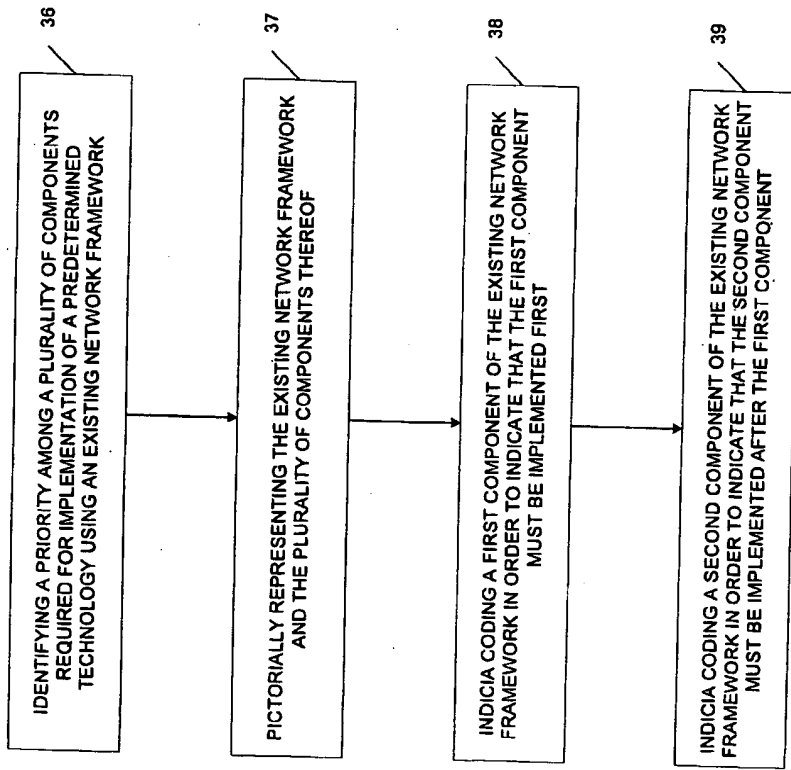 36
IDENTIFYING A PRIORITY AMONG A PLURALITY OF COMPONENTS
REQUIRED FOR IMPLEMENTATION OF A PREDETERMINED
TECHNOLOGY USING AN EXISTING NETWORK FRAMEWORK
37
PICTORIALLY REPRESENTING THE EXISTING NETWORK FRAMEWORK
AND THE PLURALITY OF COMPONENTS THEREOF
38
INDICIA CODING A FIRST COMPONENT OF THE EXISTING NETWORK
FRAMEWORK IN ORDER TO INDICATE THAT THE FIRST COMPONENT
MUST BE IMPLEMENTED FIRST
39
INDICIA CODING A SECOND COMPONENT OF THE EXISTING NETWORK
FRAMEWORK IN ORDER TO INDICATE THAT THE SECOND COMPONENT
MUST BE IMPLEMENTED AFTER THE FIRST COMPONENT